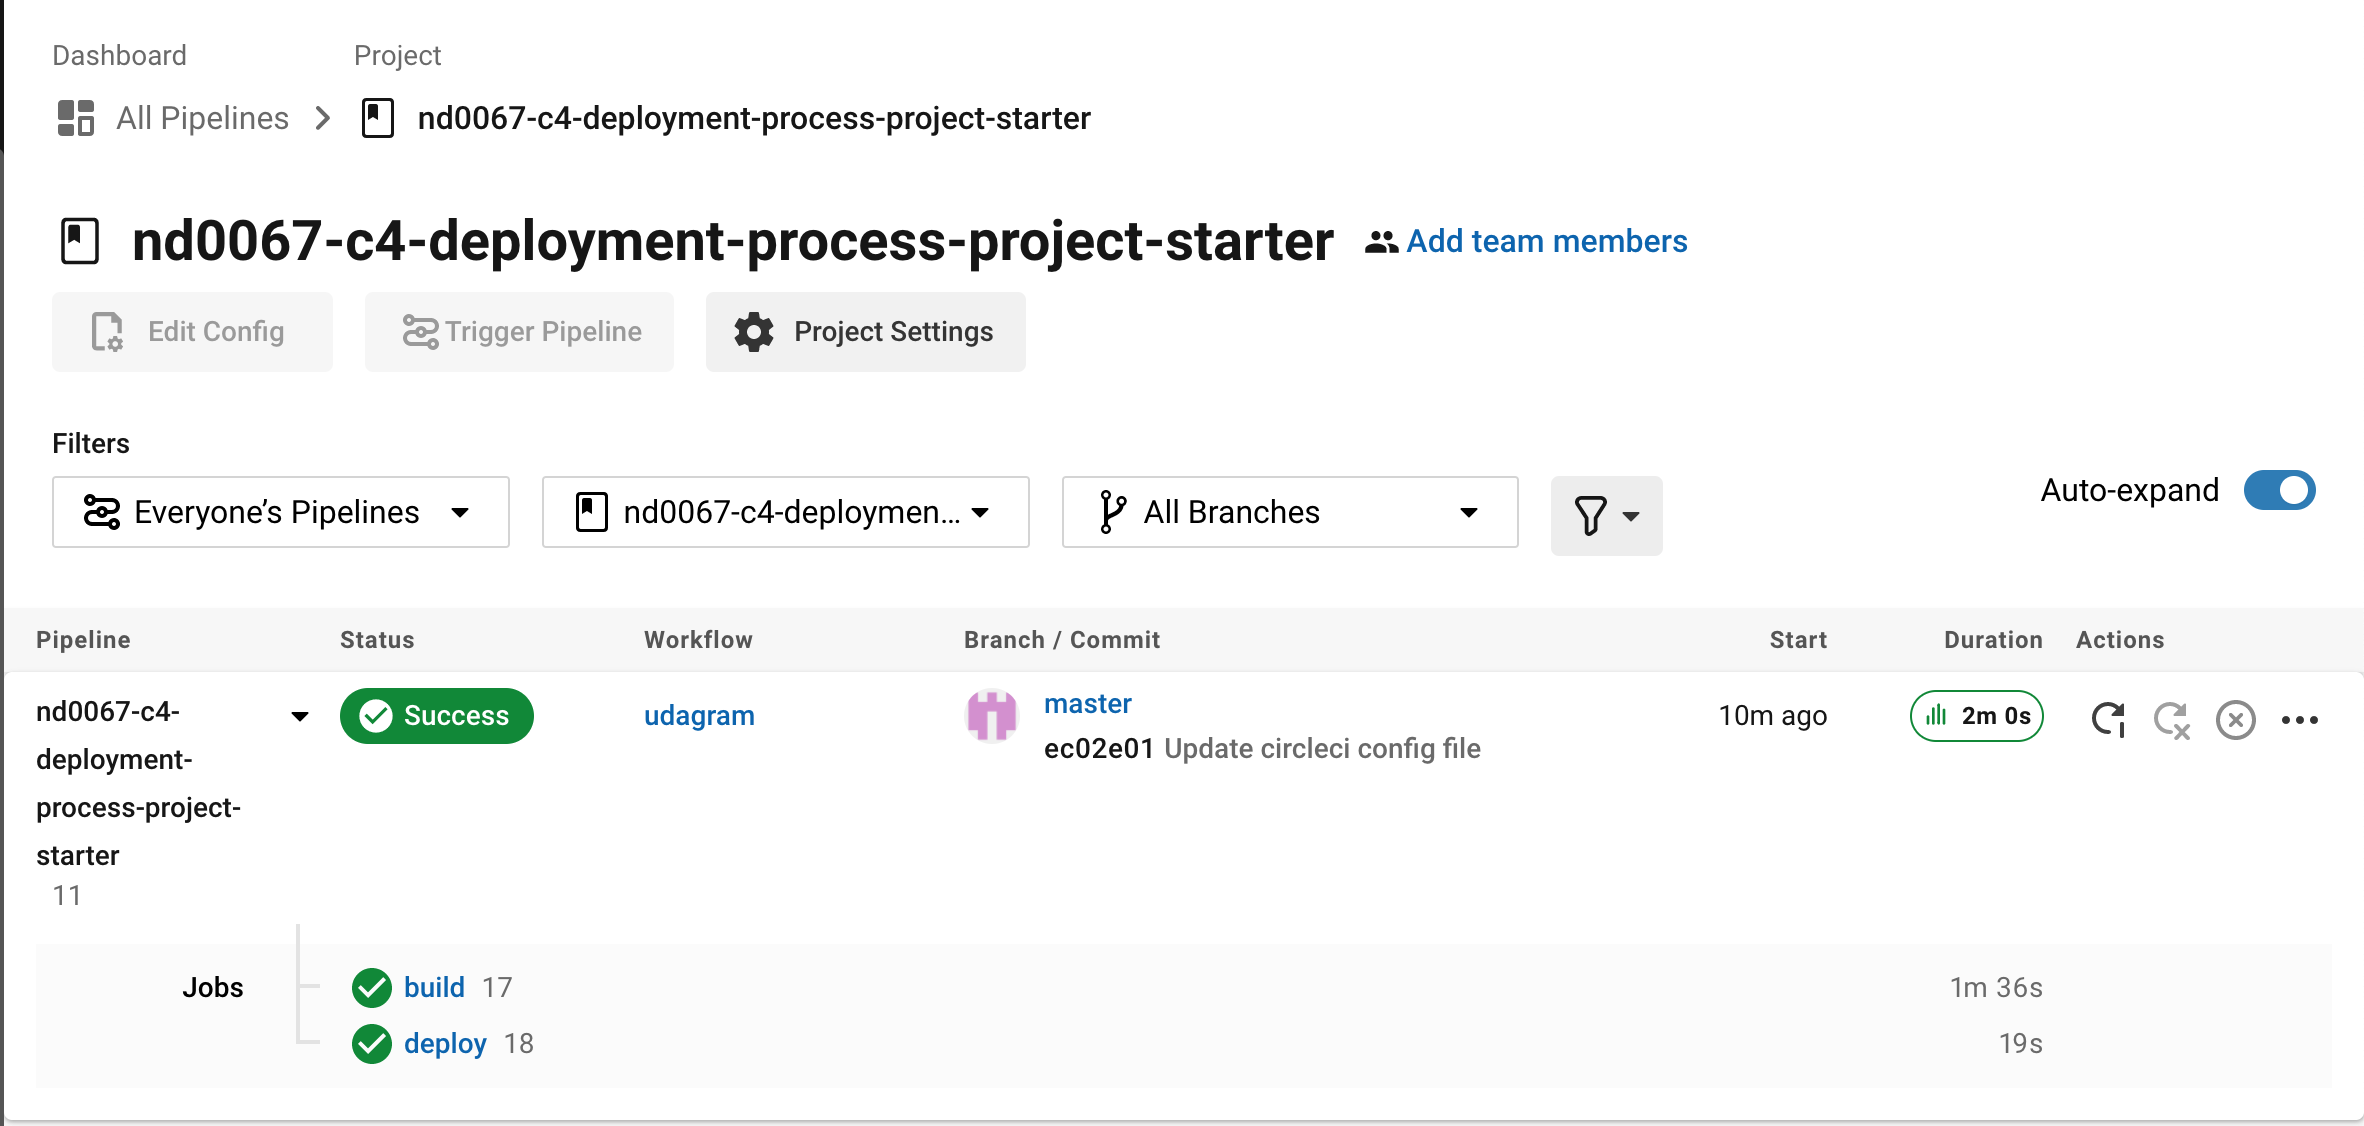 Dashboard
Project
All Pipelines
nd0067-c4-deployment-process-project-starter
nd0067-c4-deployment-process-project-starter
Add team members
Edit Config
Trigger Pipeline
Project Settings
Filters
Everyone’s Pipelines
nd0067-c4-deploymen...
All Branches
Auto-expand
Pipeline
Status
Workflow
Branch / Commit
Start
Duration
Actions
nd0067-c4-
deployment-
process-project-
starter
11
Success
udagram
master
ec02e01 Update circleci config file
10m ago
2m 0s
Jobs
build 17
1m 36s
deploy 18
19s